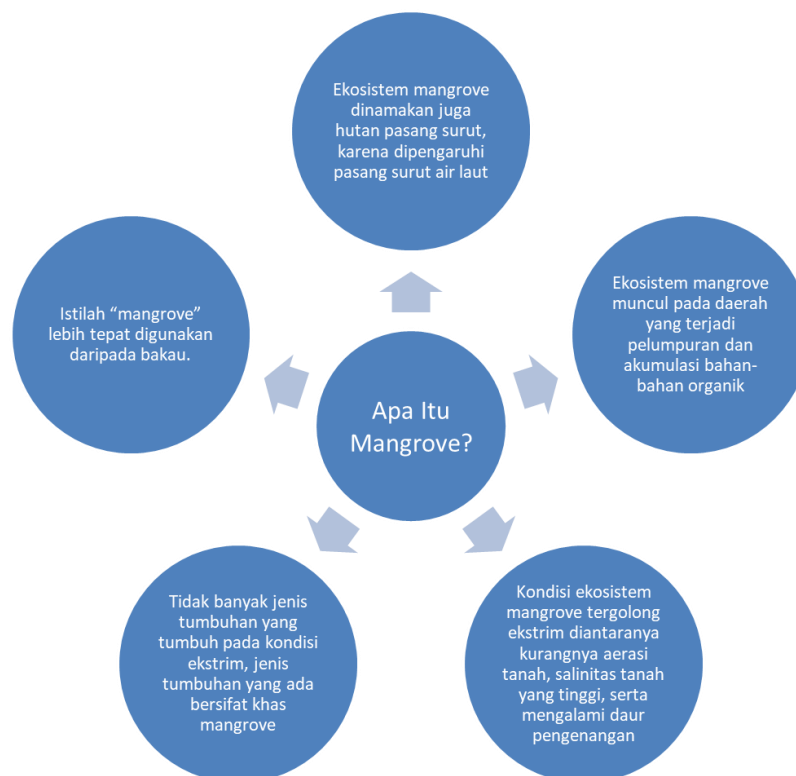 Ekosistem mangrove
dinamakan juga
hutan pasang surut,
karena dipengaruhi
pasang surut air laut
Ekosistem mangrove
muncul pada daerah
yang terjadi
pelumpuran dan
akumulasi bahan-
bahan organik
Kondisi ekosistem
mangrove tergolong
ekstrim diantaranya
kurangnya aerasi
tanah, salinitas tanah
yang tinggi, serta
mengalami daur
pengenangan
Tidak banyak jenis
tumbuhan yang
tumbuh pada kondisi
ekstrim, jenis
tumbuhan yang ada
bersifat khas
mangrove
Istilah “mangrove”
lebih tepat digunakan
daripada bakau.
Apa Itu
Mangrove?